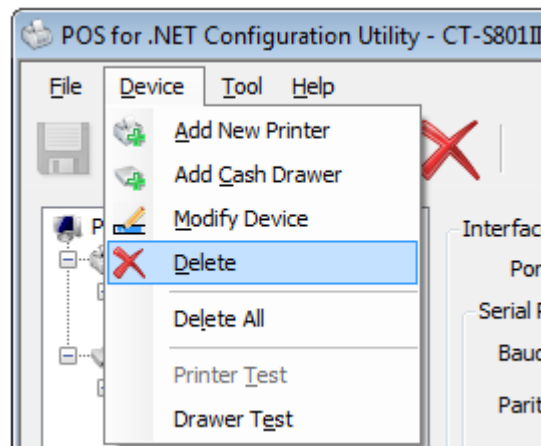 POS for .NET Configuration Utility - CT-S801II
File Device Tool Help
Add New Printer
Add Cash Drawer
Modify Device
Delete
Delete All
Printer Test
Drawer Test
P
Interfac
Por
Serial P
Baud
Parit